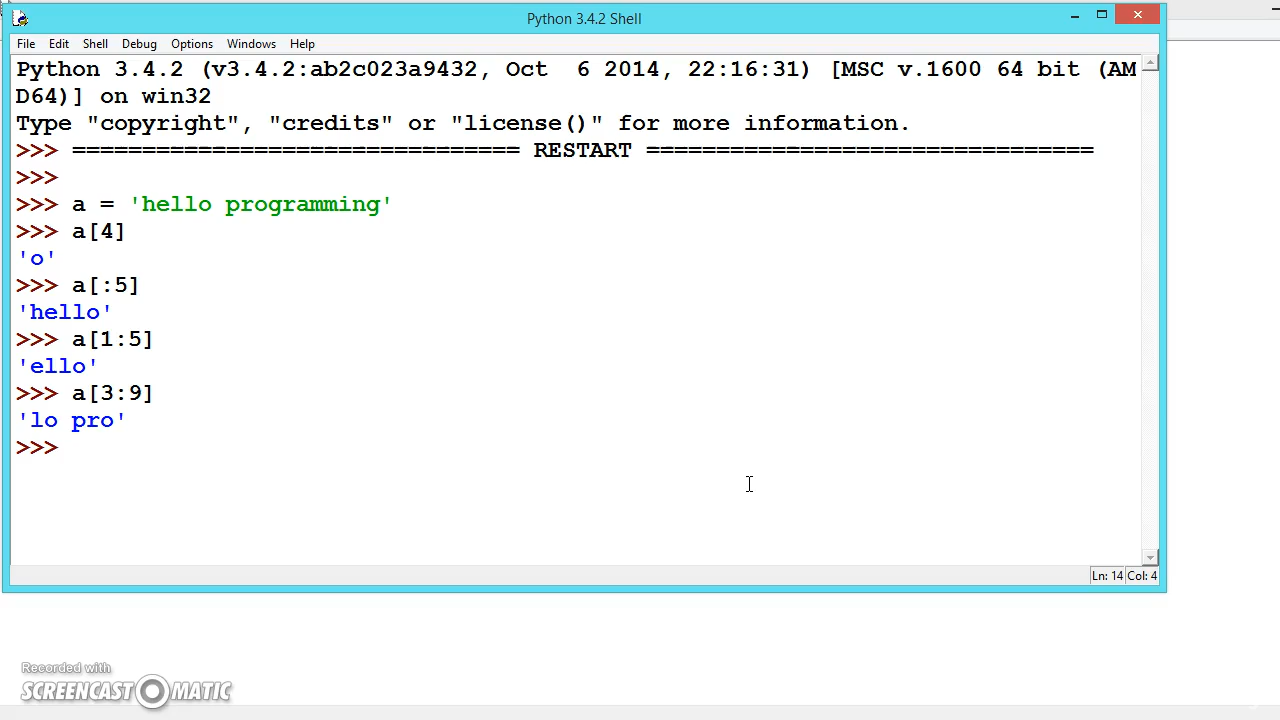 Python 3.4.2 Shell
File Edit Shell Debug Options Windows Help
Python 3.4.2 (v3.4.2:ab2c023a9432, Oct  6 2014, 22:16:31) [MSC v.1600 64 bit (AM
D64)] on win32
Type "copyright", "credits" or "license()" for more information.
>>> ================================ RESTART ================================
>>>
>>> a = 'hello programming'
>>> a[4]
'o'
>>> a[:5]
'hello'
>>> a[1:5]
'ello'
>>> a[3:9]
'lo pro'
>>>
Ln: 14 Col: 4
Recorded with
SCREENCAST MATIC